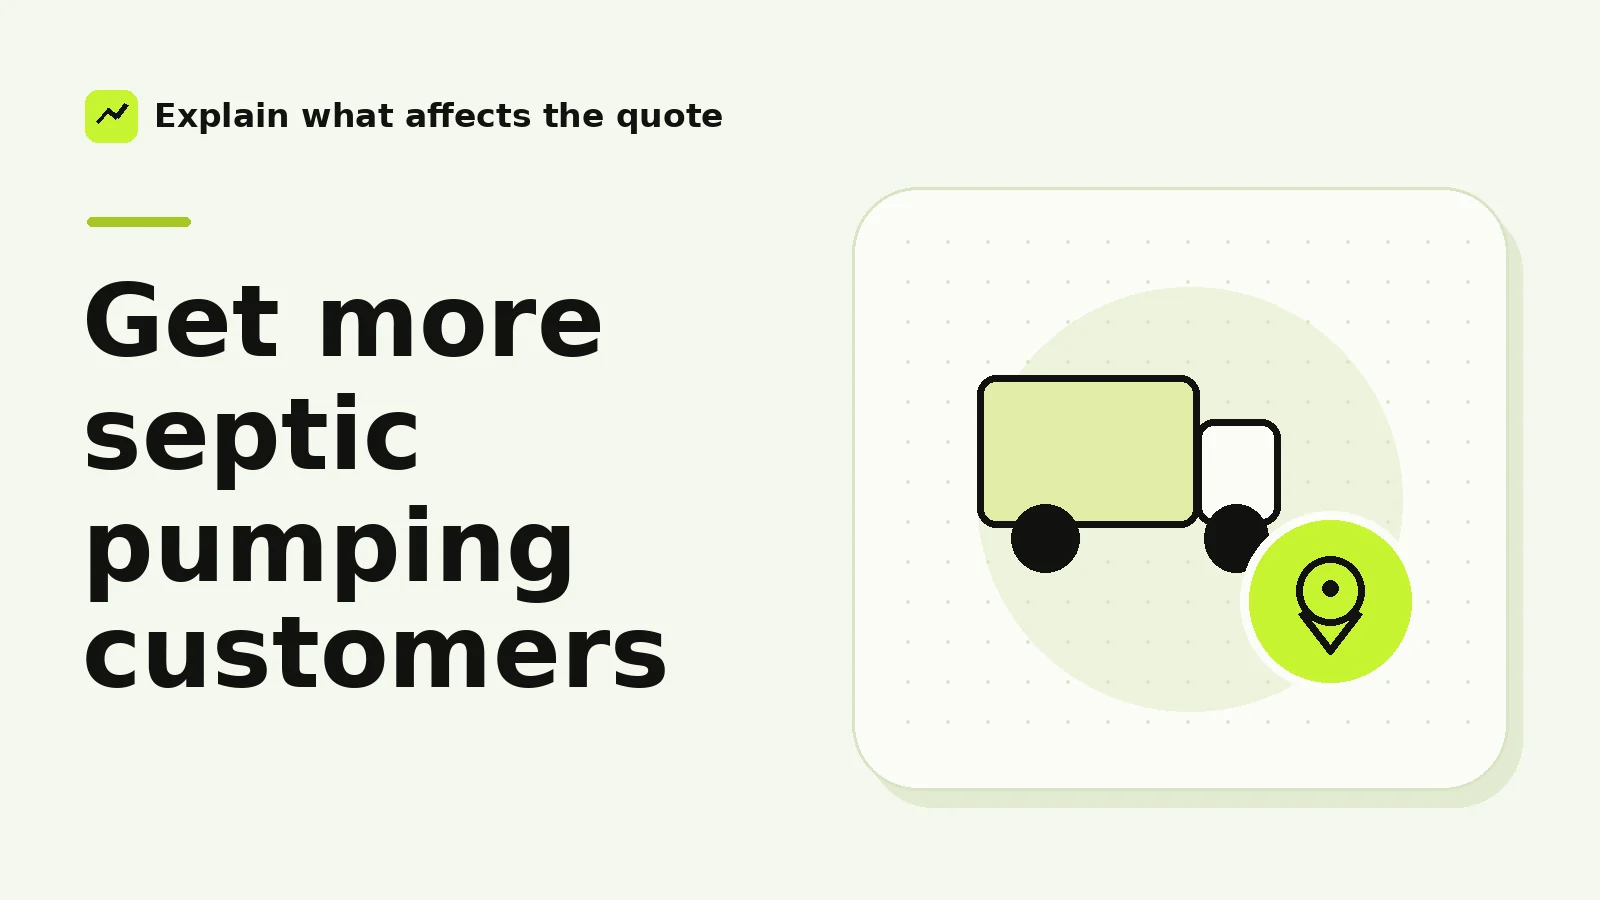 Explain what affects the quote
Get more
septic
pumping
customers